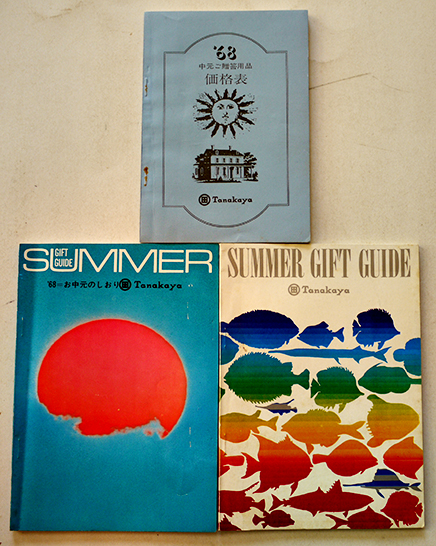 '68
中元ご贈答用品
価格表
Tanakaya
SUMMER
GIFT
GUIDE
'68=お中元のしおり Tanakaya
SUMMER GIFT GUIDE
Tanakaya